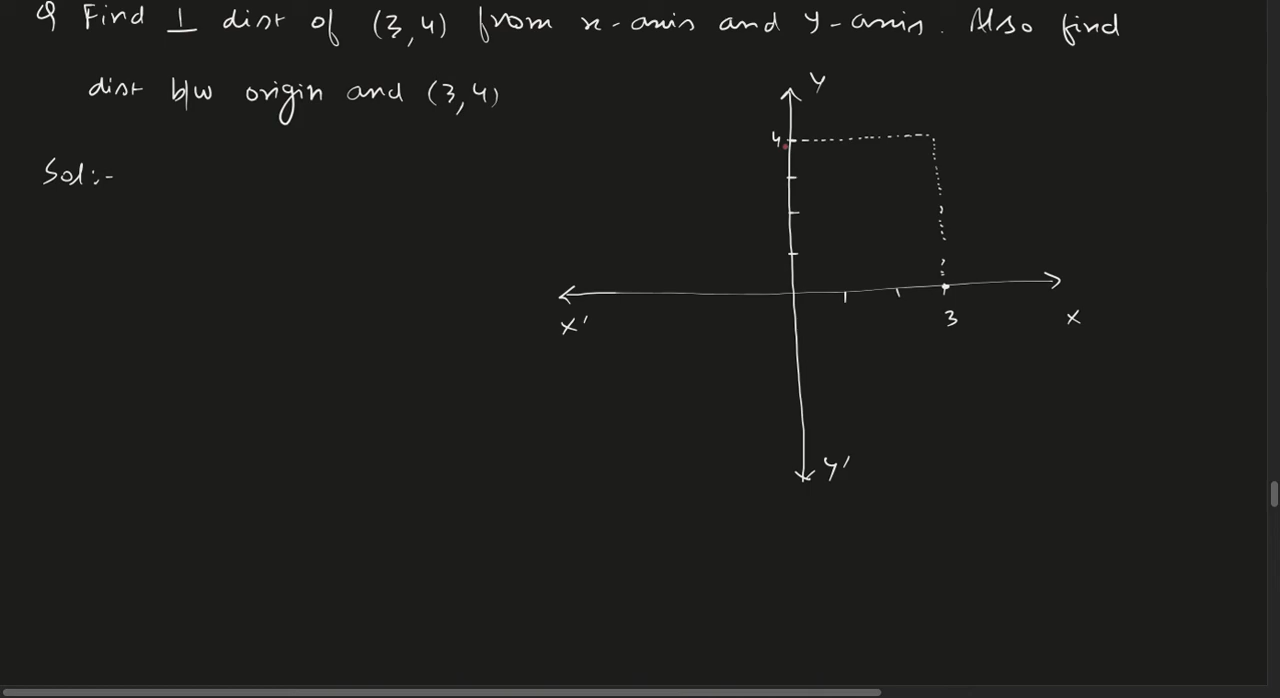 Q Find ⊥ dist of (3,4) from x-axis and y-axis. Also find
dist b/w origin and (3,4)
Sol:-
Y
4
3
X
X'
Y'